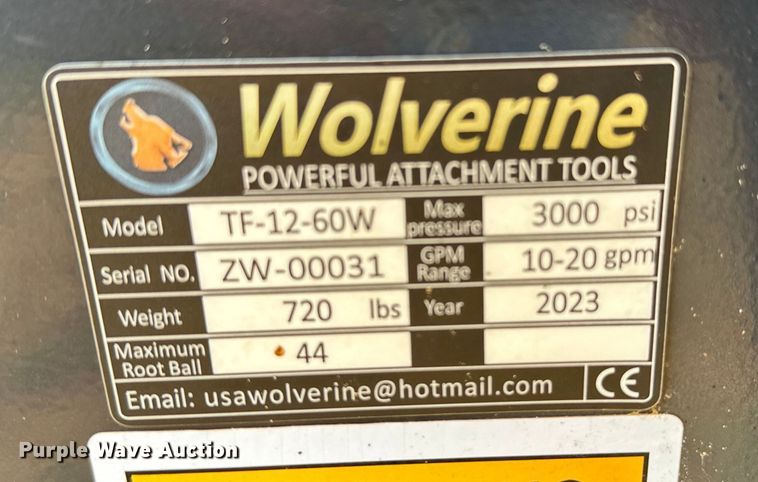 Wolverine
POWERFUL ATTACHMENT TOOLS
Model TF-12-60W Max pressure 3000 psi
Serial NO. ZW-00031 GPM Range 10-20 gpm
Weight 720 lbs Year 2023
Maximum Root Ball 44
Email: usawolverine@hotmail.com CE
Purple Wave Auction